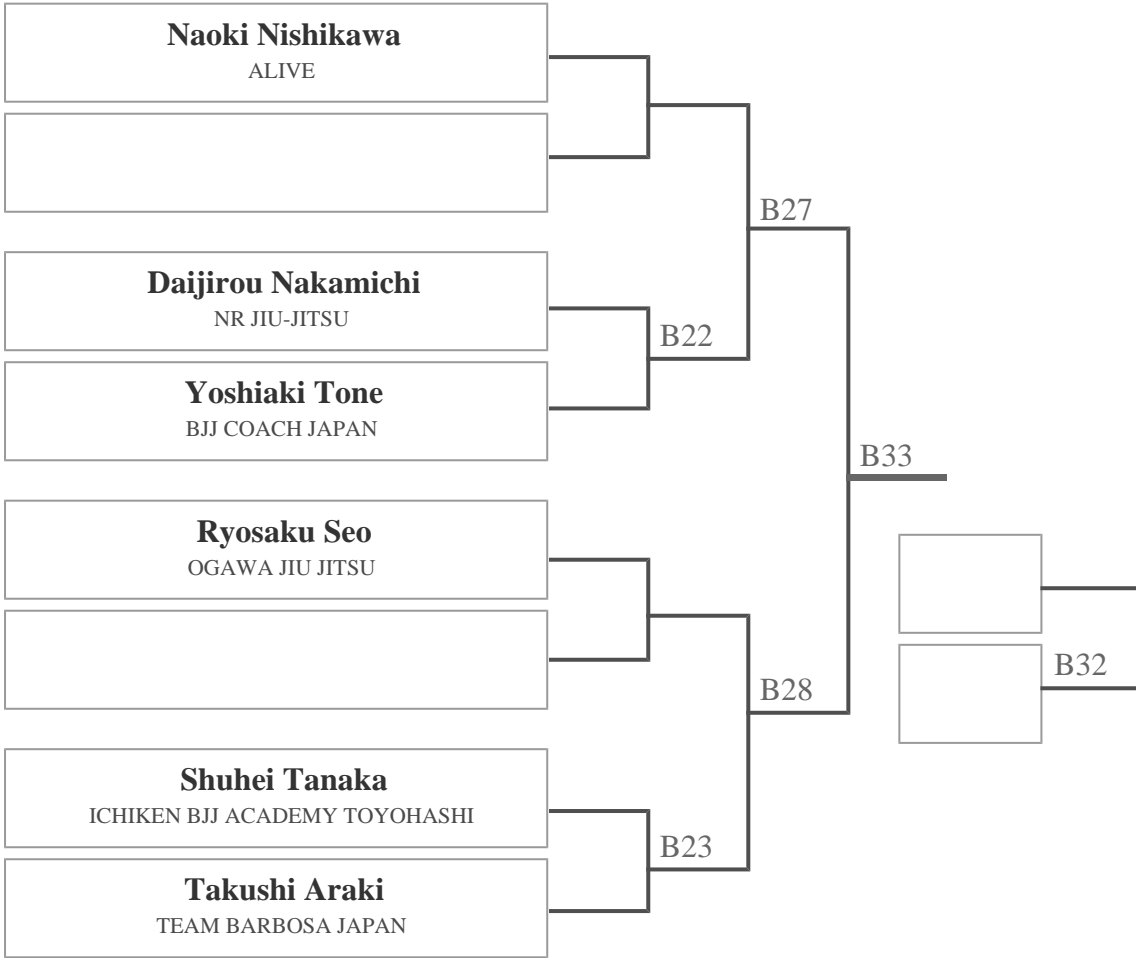 Naoki Nishikawa
ALIVE
B27
Daijirou Nakamichi
NR JIU-JITSU
B22
Yoshiaki Tone
BJJ COACH JAPAN
B33
Ryosaku Seo
OGAWA JIU JITSU
B32
B28
Shuhei Tanaka
ICHIKEN BJJ ACADEMY TOYOHASHI
B23
Takushi Araki
TEAM BARBOSA JAPAN